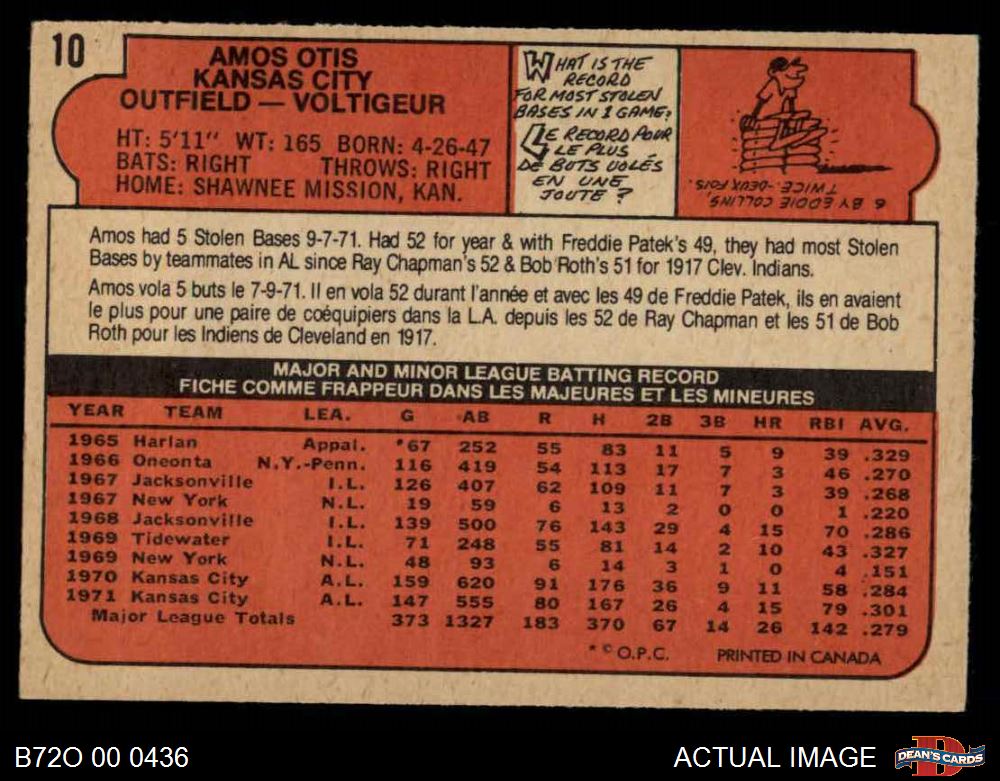 10
AMOS OTIS
KANSAS CITY
OUTFIELD — VOLTIGEUR
HT: 5'11" WT: 165 BORN: 4-26-47
BATS: RIGHT THROWS: RIGHT
HOME: SHAWNEE MISSION, KAN.
WHAT IS THE
RECORD
FOR MOST STOLEN
BASES IN 1 GAME?
LE RECORD POUR
LE PLUS
DE BUTS VOLÉS
EN UNE
JOUTE ?
6 BY EDDIE COLLINS,
TWICE.-DEUX FOIS.
Amos had 5 Stolen Bases 9-7-71. Had 52 for year & with Freddie Patek's 49, they had most Stolen
Bases by teammates in AL since Ray Chapman's 52 & Bob Roth's 51 for 1917 Clev. Indians.
Amos vola 5 buts le 7-9-71. Il en vola 52 durant l'année et avec les 49 de Freddie Patek, ils en avaient
le plus pour une paire de coéquipiers dans la L.A. depuis les 52 de Ray Chapman et les 51 de Bob
Roth pour les Indiens de Cleveland en 1917.
MAJOR AND MINOR LEAGUE BATTING RECORD
FICHE COMME FRAPPEUR DANS LES MAJEURES ET LES MINEURES
YEAR TEAM LEA. G AB R H 2B 3B HR RBI AVG.
1965 Harlan Appal. *67 252 55 83 11 5 9 39 .329
1966 Oneonta N.Y.-Penn. 116 419 54 113 17 7 3 46 .270
1967 Jacksonville I.L. 126 407 62 109 11 7 3 39 .268
1967 New York N.L. 19 59 6 13 2 0 0 1 .220
1968 Jacksonville I.L. 139 500 76 143 29 4 15 70 .286
1969 Tidewater I.L. 71 248 55 81 14 2 10 43 .327
1969 New York N.L. 48 93 6 14 3 1 0 4 .151
1970 Kansas City A.L. 159 620 91 176 36 9 11 58 .284
1971 Kansas City A.L. 147 555 80 167 26 4 15 79 .301
Major League Totals 373 1327 183 370 67 14 26 142 .279
* © O.P.C. PRINTED IN CANADA
B72O 00 0436
ACTUAL IMAGE
DEAN'S CARDS